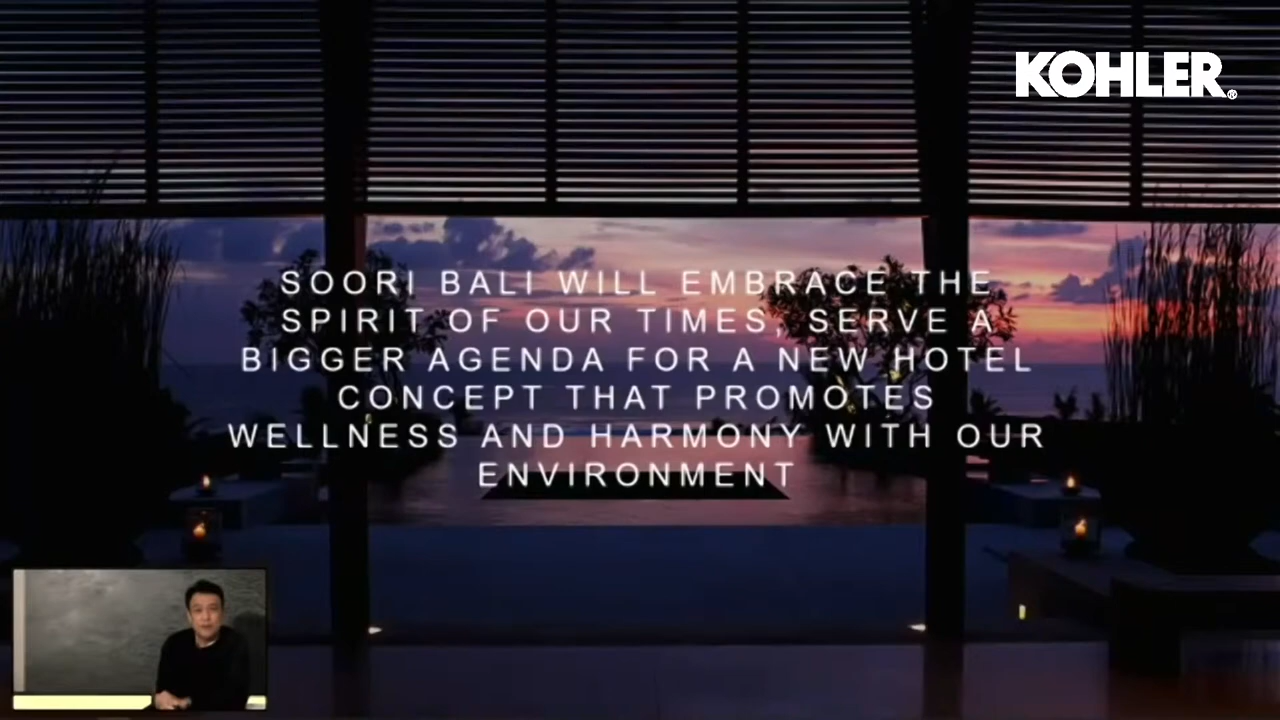 KOHLER®
SOORI BALI WILL EMBRACE THE
SPIRIT OF OUR TIMES, SERVE A
BIGGER AGENDA FOR A NEW HOTEL
CONCEPT THAT PROMOTES
WELLNESS AND HARMONY WITH OUR
ENVIRONMENT